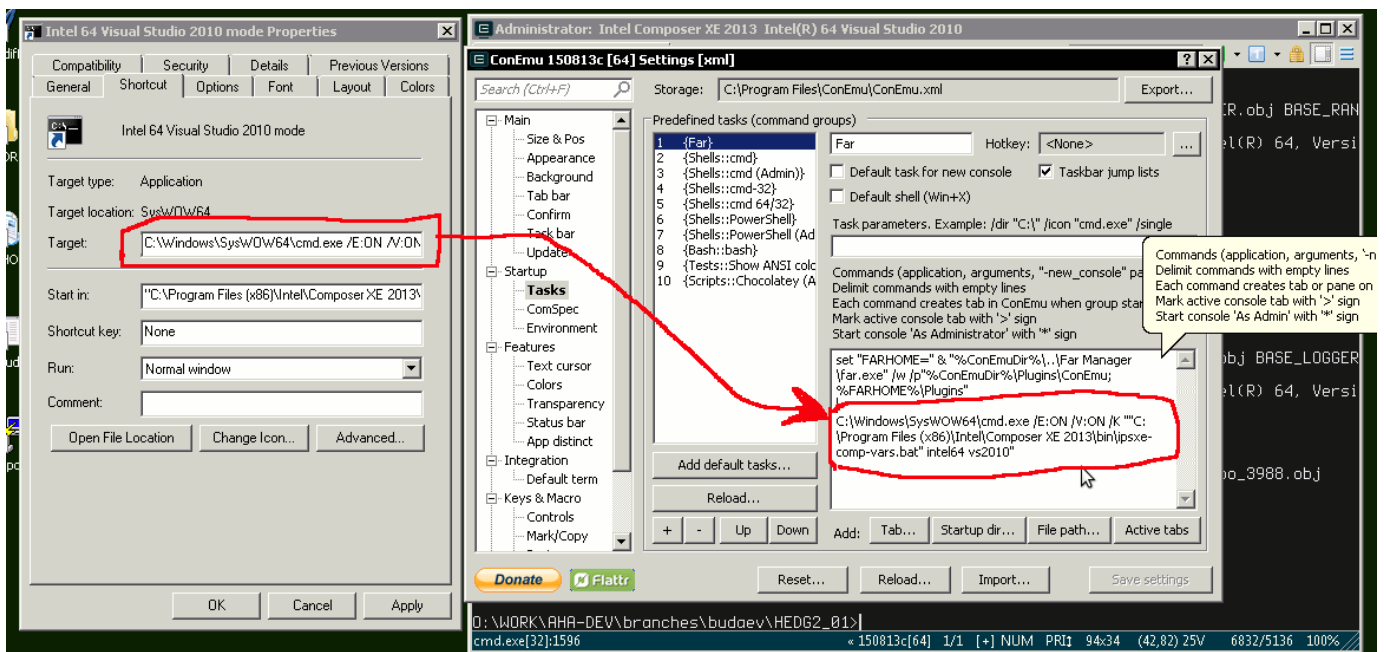 Intel 64 Visual Studio 2010 mode Properties
Compatibility Security Details Previous Versions
General Shortcut Options Font Layout Colors
Intel 64 Visual Studio 2010 mode
Target type: Application
Target location: SysWOW64
Target: C:\Windows\SysWOW64\cmd.exe /E:ON /V:ON
Start in: "C:\Program Files (x86)\Intel\Composer XE 2013\
Shortcut key: None
Run: Normal window
Comment:
Open File Location Change Icon... Advanced...
OK Cancel Apply
Administrator: Intel Composer XE 2013 Intel(R) 64 Visual Studio 2010
ConEmu 150813c [64] Settings [xml]
Search (Ctrl+F)
Storage: C:\Program Files\ConEmu\ConEmu.xml Export...
Main
Size & Pos
Appearance
Background
Tab bar
Confirm
Task bar
Update
Startup
Tasks
ComSpec
Environment
Features
Text cursor
Colors
Transparency
Status bar
App distinct
Integration
Default term
Keys & Macro
Controls
Mark/Copy
Predefined tasks (command groups)
1 {Far}
2 {Shells::cmd}
3 {Shells::cmd (Admin)}
4 {Shells::cmd-32}
5 {Shells::cmd 64/32}
6 {Shells::PowerShell}
7 {Shells::PowerShell (Ad
8 {Bash::bash}
9 {Tests::Show ANSI colc
10 {Scripts::Chocolatey (A
Add default tasks...
Reload...
+ - Up Down
Far Hotkey: <None> ...
Default task for new console Taskbar jump lists
Default shell (Win+X)
Task parameters. Example: /dir "C:\" /icon "cmd.exe" /single
Commands (application, arguments, "-new_console" pa
Delimit commands with empty lines
Each command creates tab in ConEmu when group star
Mark active console tab with '>' sign
Start console 'As Administrator' with '*' sign
Commands (application, arguments, "-n
Delimit commands with empty lines
Each command creates tab or pane on
Mark active console tab with '>' sign
Start console 'As Admin' with '*' sign
set "FARHOME=" & "%ConEmuDir%\..\Far Manager
\far.exe" /w /p"%ConEmuDir%\Plugins\ConEmu;
%FARHOME%\Plugins"
C:\Windows\SysWOW64\cmd.exe /E:ON /V:ON /K ""C:
\Program Files (x86)\Intel\Composer XE 2013\bin\ipsxe-
comp-vars.bat" intel64 vs2010"
Add: Tab... Startup dir... File path... Active tabs
Donate Flattr Reset... Reload... Import... Save settings
R.obj BASE_RAN
el(R) 64, Versi
obj BASE_LOGGER
el(R) 64, Versi
oo_3988.obj
O:\WORK\AHA-DEV\branches\budaev\HEDG2_01>
cmd.exe[32]:1596 « 150813c[64] 1/1 [+] NUM PRI↕ 94x34 (42,82) 25V 6832/5136 100%